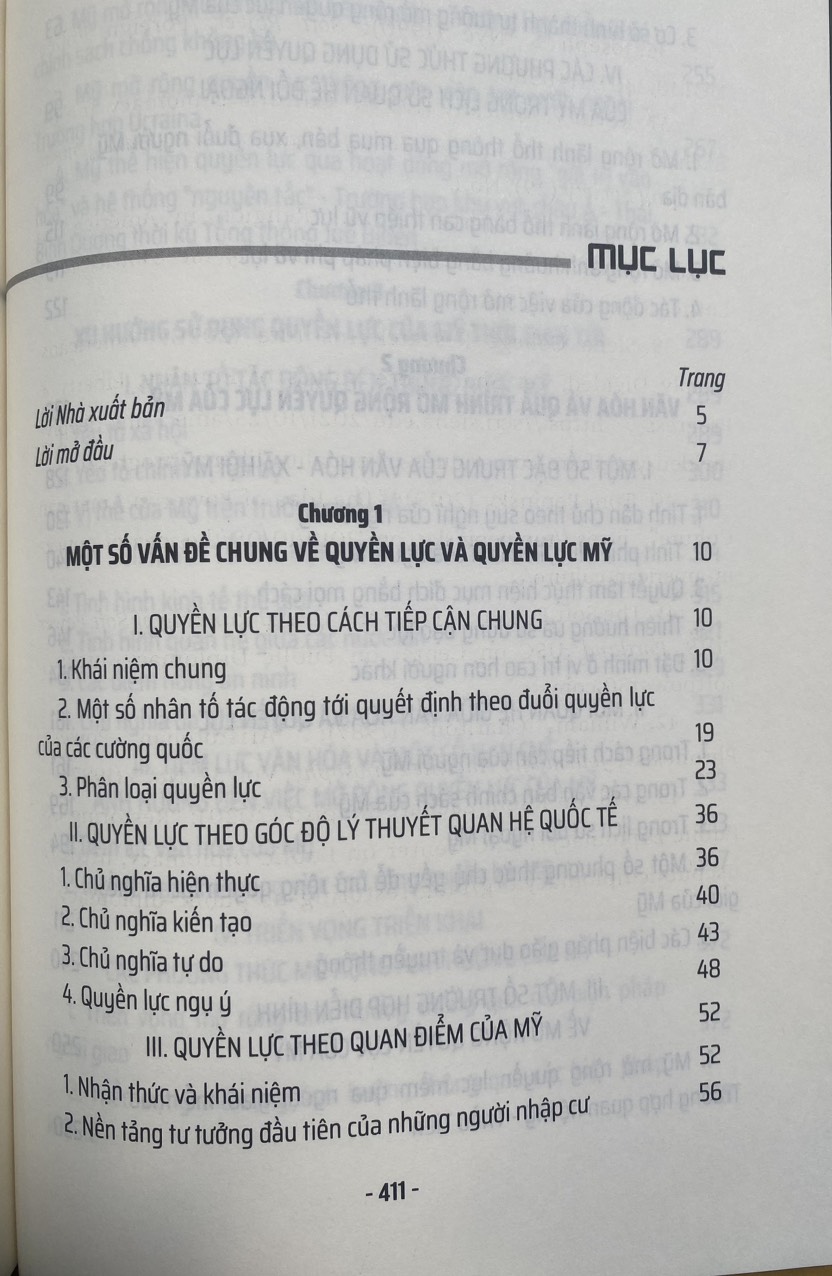 MỤC LỤC
Trang
Lời Nhà xuất bản 5
Lời mở đầu 7
Chương 1
MỘT SỐ VẤN ĐỀ CHUNG VỀ QUYỀN LỰC VÀ QUYỀN LỰC MỸ 10
I. QUYỀN LỰC THEO CÁCH TIẾP CẬN CHUNG 10
1. Khái niệm chung 10
2. Một số nhân tố tác động tới quyết định theo đuổi quyền lực
của các cường quốc 19
3. Phân loại quyền lực 23
II. QUYỀN LỰC THEO GÓC ĐỘ LÝ THUYẾT QUAN HỆ QUỐC TẾ 36
1. Chủ nghĩa hiện thực 36
2. Chủ nghĩa kiến tạo 40
3. Chủ nghĩa tự do 43
4. Quyền lực ngụ ý 48
III. QUYỀN LỰC THEO QUAN ĐIỂM CỦA MỸ 52
1. Nhận thức và khái niệm 52
2. Nền tảng tư tưởng đầu tiên của những người nhập cư 56
- 411 -